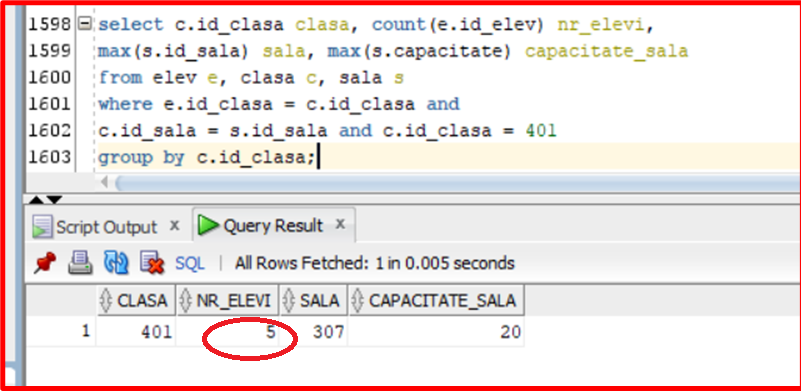 1598 select c.id_clasa clasa, count(e.id_elev) nr_elevi,
1599 max(s.id_sala) sala, max(s.capacitate) capacitate_sala
1600 from elev e, clasa c, sala s
1601 where e.id_clasa = c.id_clasa and
1602 c.id_sala = s.id_sala and c.id_clasa = 401
1603 group by c.id_clasa;
Script Output x Query Result x
SQL | All Rows Fetched: 1 in 0.005 seconds
CLASA NR_ELEVI SALA CAPACITATE_SALA
1 401 5 307 20